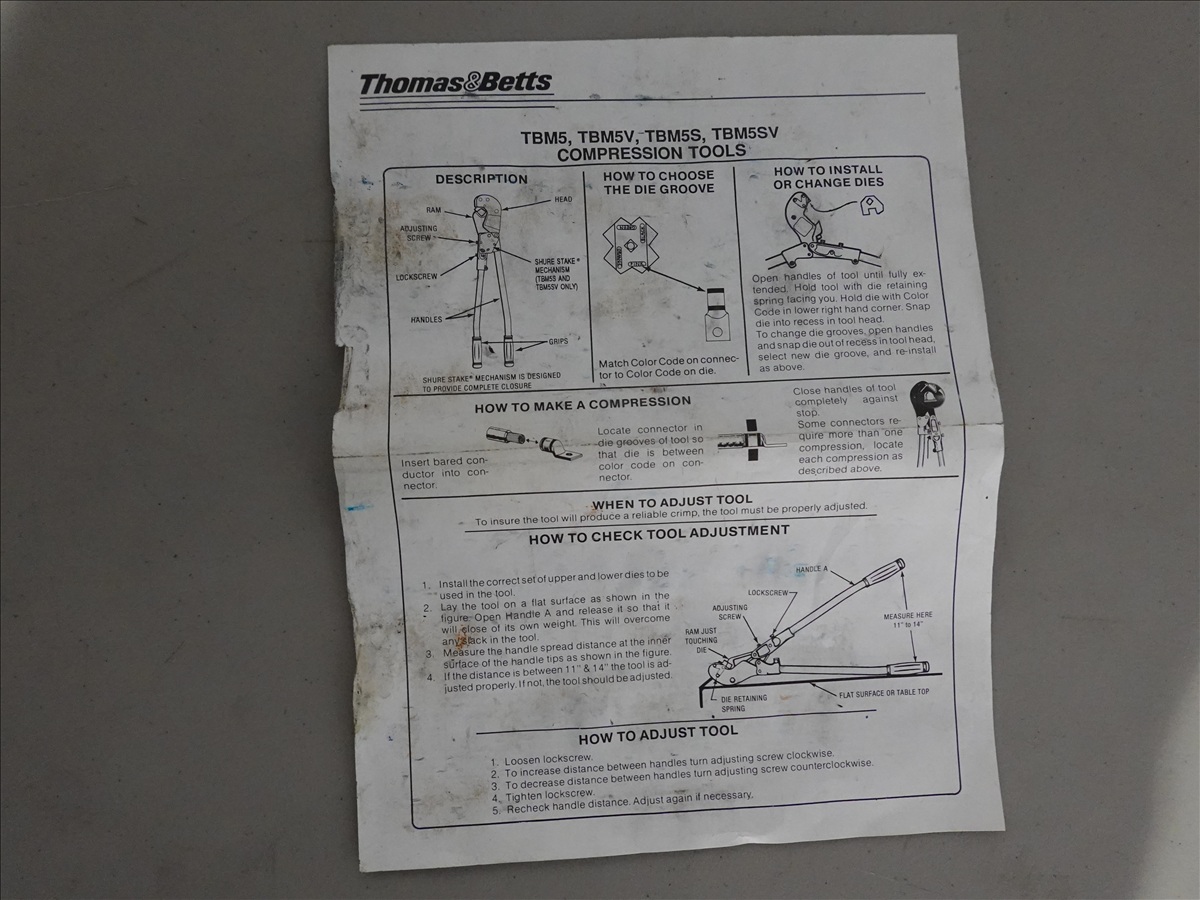 Thomas&Betts
TBM5, TBM5V, TBM5S, TBM5SV
COMPRESSION TOOLS
DESCRIPTION
RAM
HEAD
ADJUSTING
SCREW
LOCKSCREW
SHURE STAKE®
MECHANISM
(TBM5S AND
TBM5SV ONLY)
HANDLES
GRIPS
SHURE STAKE® MECHANISM IS DESIGNED
TO PROVIDE COMPLETE CLOSURE
HOW TO CHOOSE
THE DIE GROOVE
Match Color Code on connec-
tor to Color Code on die.
HOW TO INSTALL
OR CHANGE DIES
Open handles of tool until fully ex-
tended. Hold tool with die retaining
spring facing you. Hold die with Color
Code in lower right hand corner. Snap
die into recess in tool head.
To change die grooves, open handles
and snap die out of recess in tool head,
select new die groove, and re-install
as above.
HOW TO MAKE A COMPRESSION
Insert bared con-
ductor into con-
nector.
Locate connector in
die grooves of tool so
that die is between
color code on con-
nector.
Close handles of tool
completely against
stop.
Some connectors re-
quire more than one
compression, locate
each compression as
described above.
WHEN TO ADJUST TOOL
To insure the tool will produce a reliable crimp, the tool must be properly adjusted.
HOW TO CHECK TOOL ADJUSTMENT
1. Install the correct set of upper and lower dies to be
used in the tool.
2. Lay the tool on a flat surface as shown in the
figure. Open Handle A and release it so that it
will close of its own weight. This will overcome
any slack in the tool.
3. Measure the handle spread distance at the inner
surface of the handle tips as shown in the figure.
4. If the distance is between 11" & 14" the tool is ad-
justed properly. If not, the tool should be adjusted.
HANDLE A
LOCKSCREW
ADJUSTING
SCREW
RAM JUST
TOUCHING
DIE
MEASURE HERE
11" to 14"
DIE RETAINING
SPRING
FLAT SURFACE OR TABLE TOP
HOW TO ADJUST TOOL
1. Loosen lockscrew.
2. To increase distance between handles turn adjusting screw clockwise.
3. To decrease distance between handles turn adjusting screw counterclockwise.
4. Tighten lockscrew.
5. Recheck handle distance. Adjust again if necessary.